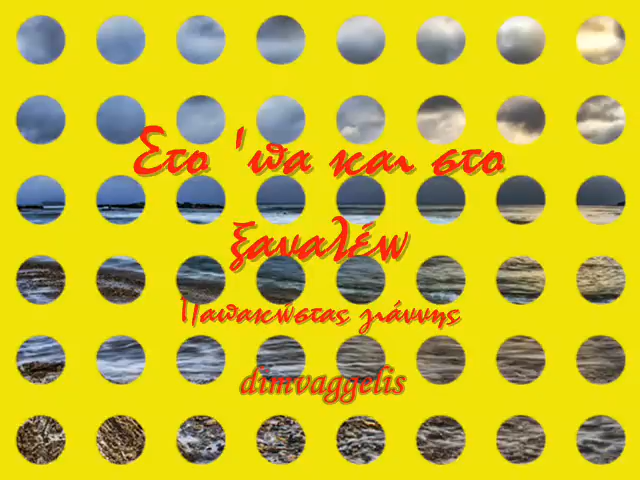 Στο 'πα και στο
ξαναλέω
Παπακώστας γιάννης
dimvaggelis